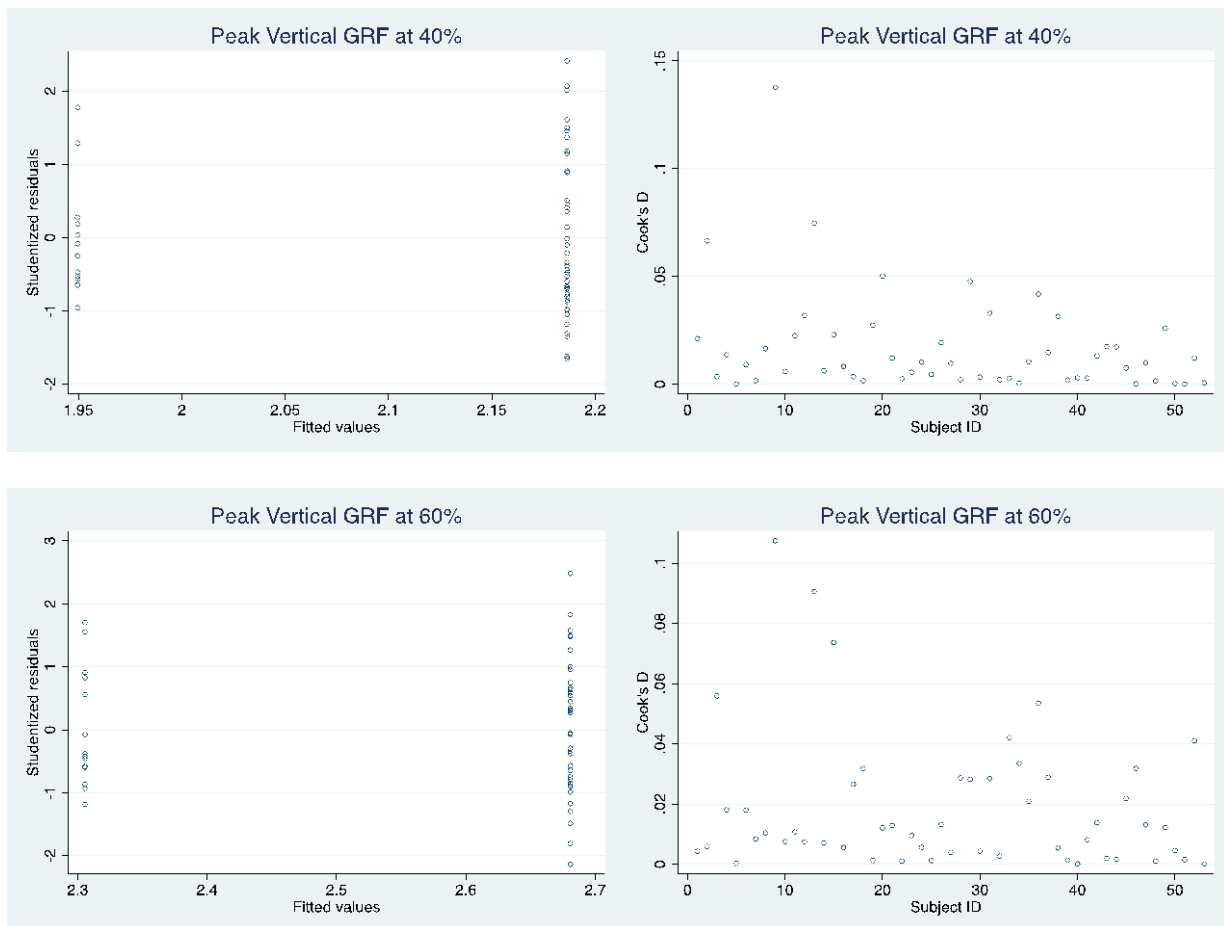 Peak Vertical GRF at 40%
2
1
0
-1
-2
Studentized residuals
1.95 2 2.05 2.1 2.15 2.2
Fitted values
Peak Vertical GRF at 40%
.15
.1
.05
0
Cook's D
0 10 20 30 40 50
Subject ID
Peak Vertical GRF at 60%
3
2
1
0
-1
-2
Studentized residuals
2.3 2.4 2.5 2.6 2.7
Fitted values
Peak Vertical GRF at 60%
.1
.08
.06
.04
.02
0
Cook's D
0 10 20 30 40 50
Subject ID